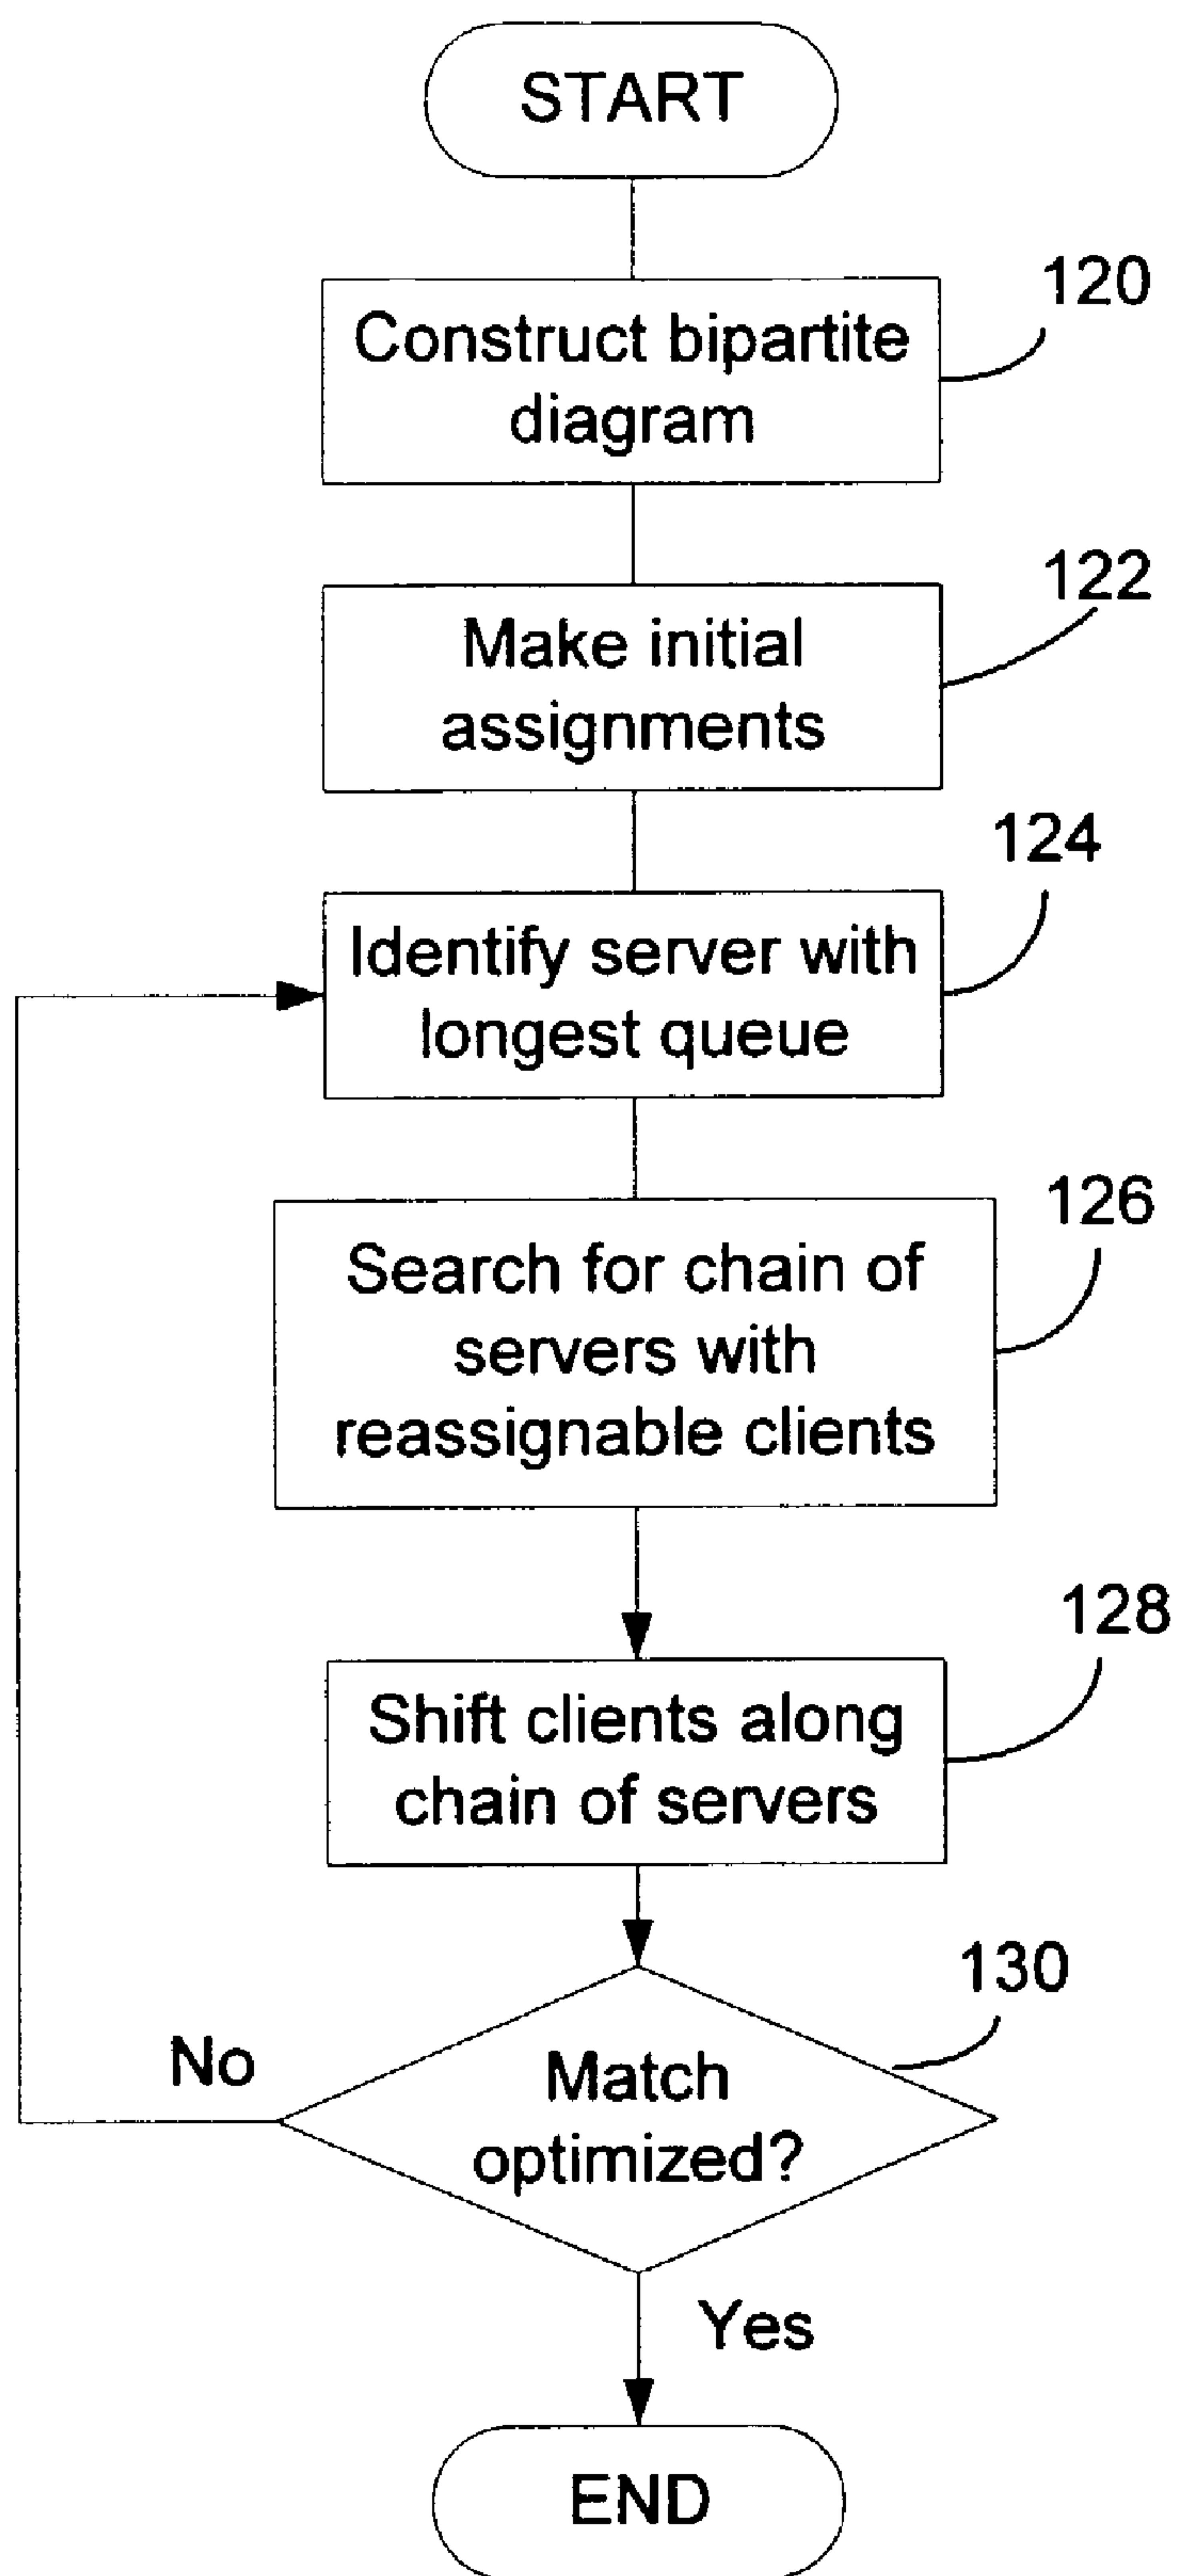 START
120
Construct bipartite
diagram
122
Make initial
assignments
124
Identify server with
longest queue
126
Search for chain of
servers with
reassignable clients
128
Shift clients along
chain of servers
130
No
Match
optimized?
Yes
END